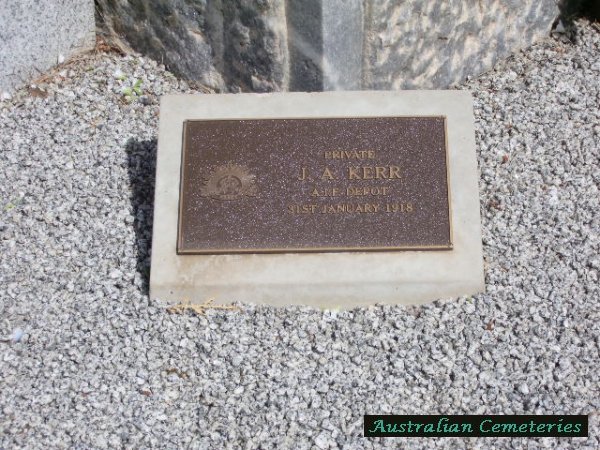 PRIVATE
J. A. KERR
A.I.F. DEPOT
31ST JANUARY 1918
Australian Cemeteries